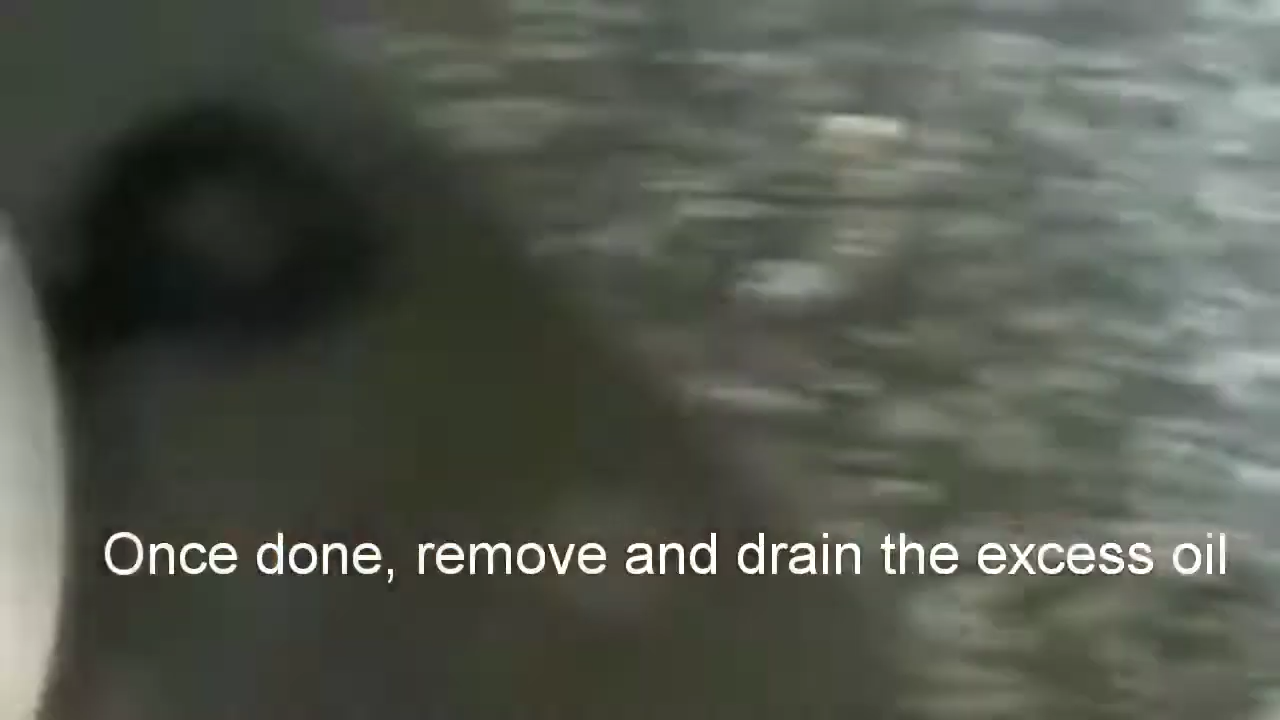 Once done, remove and drain the excess oil